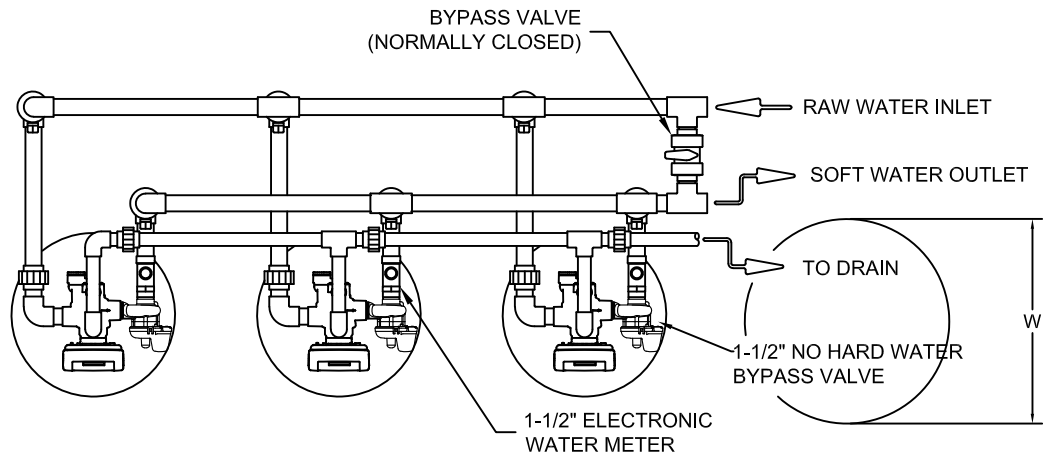 BYPASS VALVE
(NORMALLY CLOSED)
RAW WATER INLET
SOFT WATER OUTLET
TO DRAIN
W
1-1/2" NO HARD WATER
BYPASS VALVE
1-1/2" ELECTRONIC
WATER METER